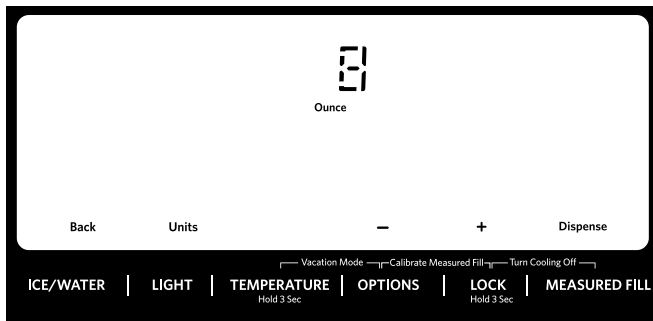 8
Ounce
Back Units − + Dispense
Vacation Mode Calibrate Measured Fill Turn Cooling Off
ICE/WATER LIGHT TEMPERATURE OPTIONS LOCK MEASURED FILL
Hold 3 Sec Hold 3 Sec